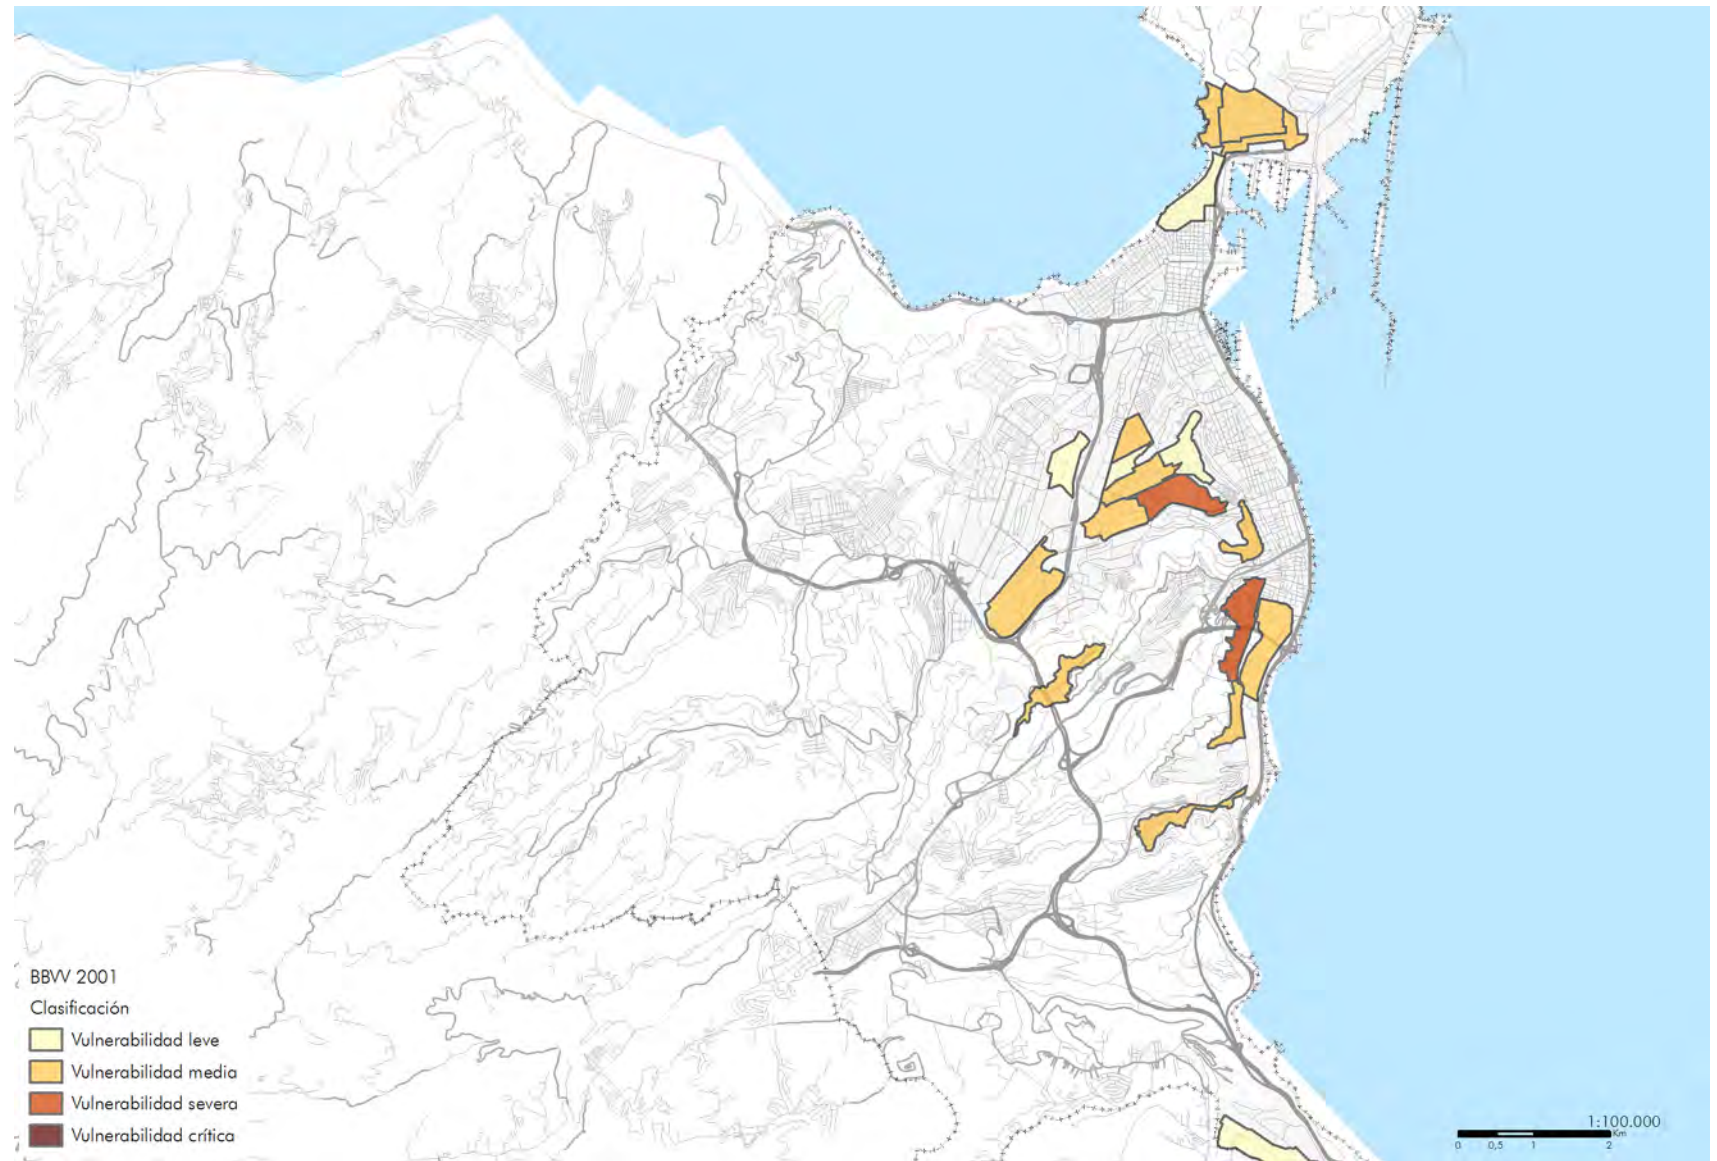 BBVV 2001
Clasificación
Vulnerabilidad leve
Vulnerabilidad media
Vulnerabilidad severa
Vulnerabilidad crítica
1:100.000
Km
0 0,5 1 2